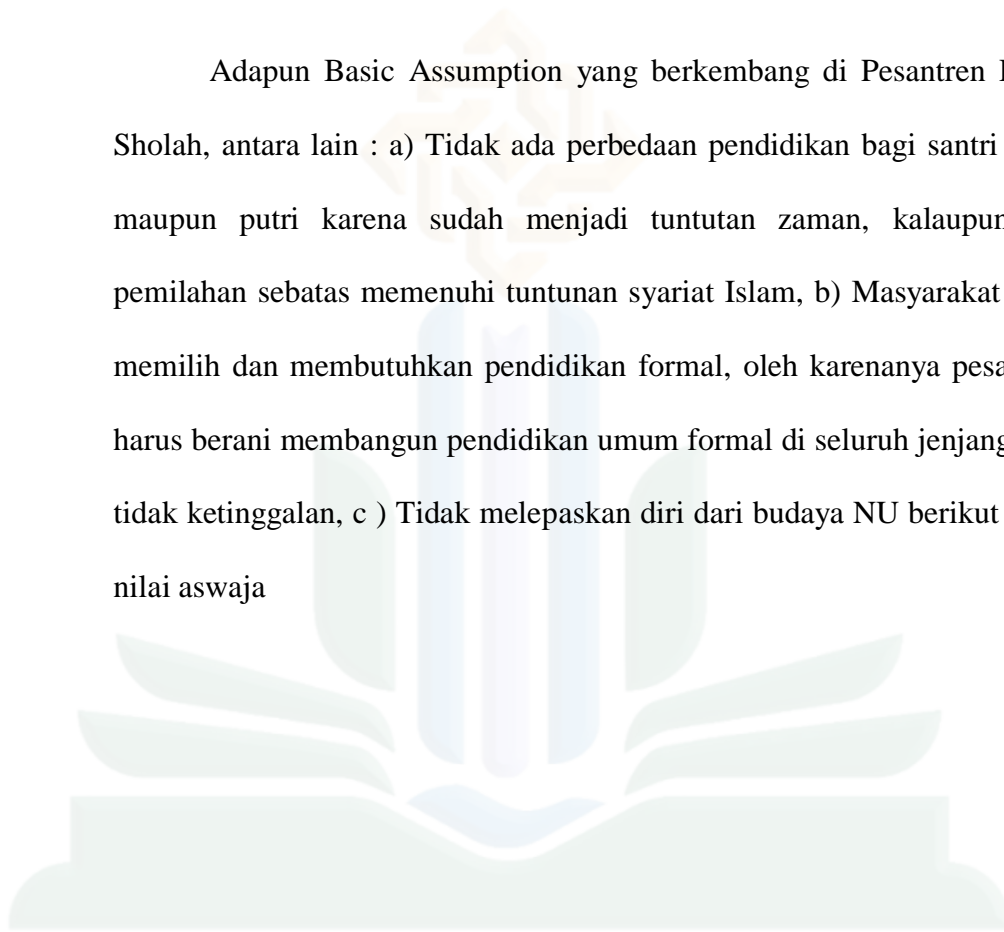 Adapun Basic Assumption yang berkembang di Pesantren
Sholah, antara lain : a) Tidak ada perbedaan pendidikan bagi santri
maupun putri karena sudah menjadi tuntutan zaman, kalaupun
pemilahan sebatas memenuhi tuntunan syariat Islam, b) Masyarakat
memilih dan membutuhkan pendidikan formal, oleh karenanya pesa
harus berani membangun pendidikan umum formal di seluruh jenjang
tidak ketinggalan, c ) Tidak melepaskan diri dari budaya NU berikut
nilai aswaja